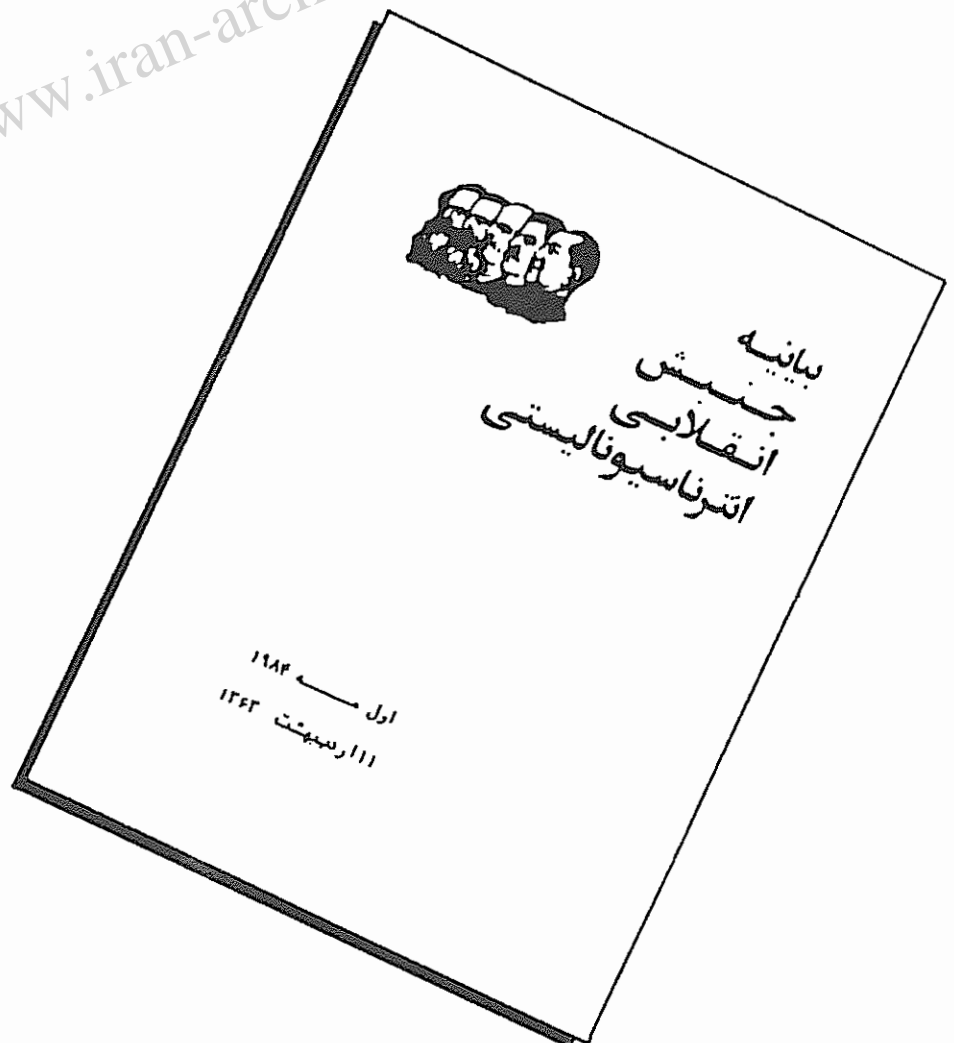 www.iran-arch
بیانیه
جنبش
انقلابی
انترناسیونالیستی
اول مه ۱۹۸۴
۱۱ اردیبهشت ۱۳۶۳